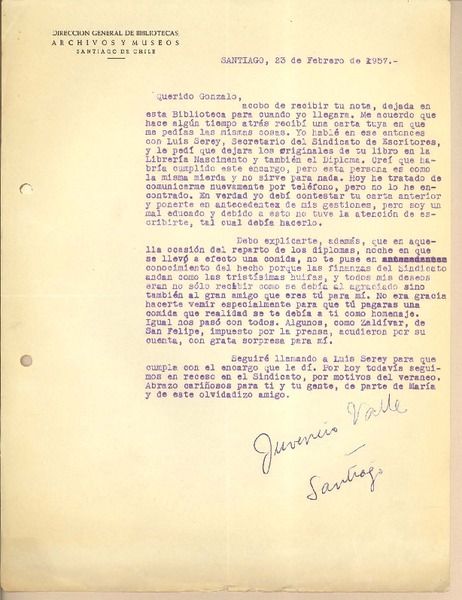 DIRECCION GENERAL DE BIBLIOTECAS
ARCHIVOS Y MUSEOS
SANTIAGO DE CHILE
SANTIAGO, 23 de Febrero de 1957.-
Querido Gonzalo,
acobo de recibir tu nota, dejada en
esta Biblioteca para cuando yo llegara. Me acuerdo que
hace algún tiempo atrás recibí una carta tuya en que
ma pedías las mismas cosas. Yo hablé en ese entonces
con Luis Serey, Secretario del Sindicato de Escritores,
y le pedí que dejara los originales de tu libro en la
Librería Nascimento y también el Diploma. Creí que ha-
bría cumplido este encargo, pero esta persona es como
la misma mierda y no sirve para nada. Hoy he tratado de
comunicarme nuevamente por teléfono, pero no lo he en-
contrado. En verdad yo debí contestar tu carta anterior
y ponerte en antecedentez de mis gestiones, pero soy un
mal educado y debido a esto no tuve la atención de es-
cribirte, tal cual debía hacerlo.
Debo explicarte, además, que en aque-
lla ocasión del reparto de los diplomas, noche en que
se llevó a efecto una comida, no te puse en
conocimiento del hecho porque las finanzas del Sindicato
andan como las tristísimas huifas, y todos mis deseos
eran no sólo recibir como se debía al agraciado sino
también al gran amigo que eres tú para mí. No era gracia
hacerte venir especialmente para que tú pagaras una
comida que realidad se te debía a ti como homenaje.
Igual nos pasó con todos. Algunos, como Zaldívar, de
San Felipe, impuesto por la prensa, acudieron por su
cuenta, con grata sorpresa para mí.
Seguiré llamando a Luis Serey para que
cumpla con el encargo que le dí. Por hoy todavía segui-
mos en receso en el Sindicato, por motivos del veraneo.
Abrazo cariñosos para ti y tu gente, de parte de María
y de este olvidadizo amigo.
Juvencio Valle
Santiago